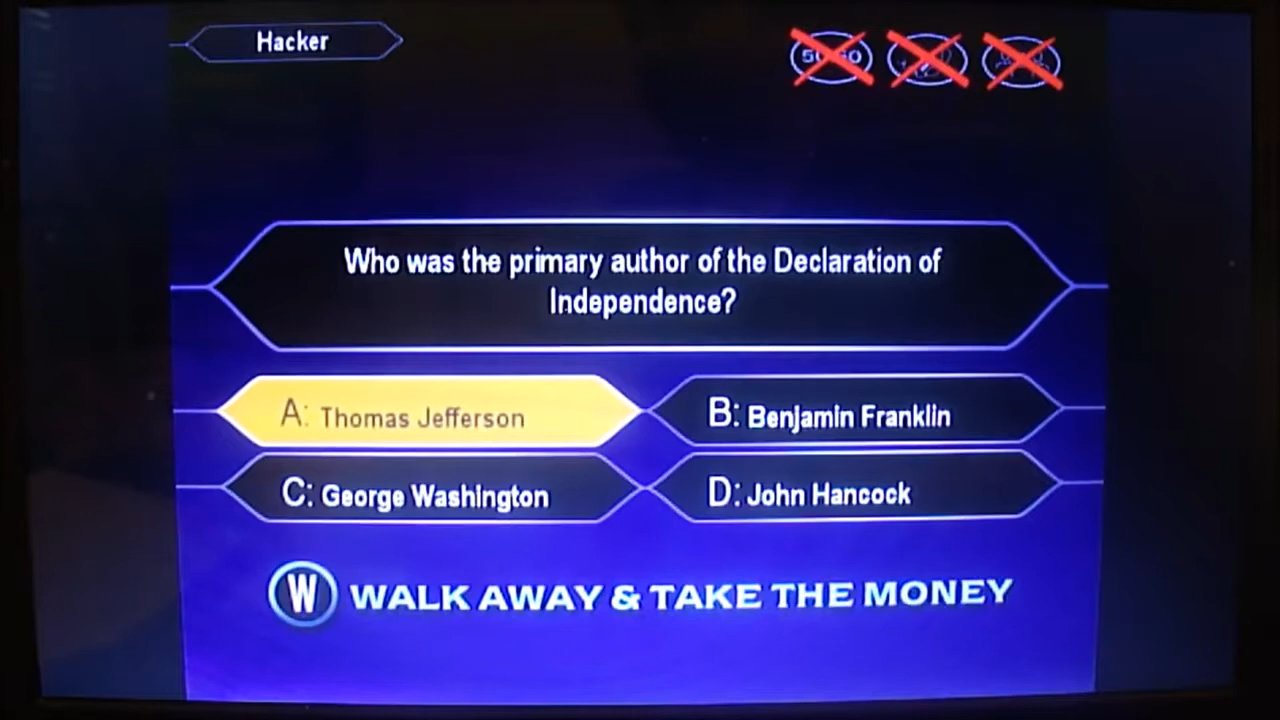 Hacker
Who was the primary author of the Declaration of
Independence?
A: Thomas Jefferson
B: Benjamin Franklin
C: George Washington
D: John Hancock
W WALK AWAY & TAKE THE MONEY